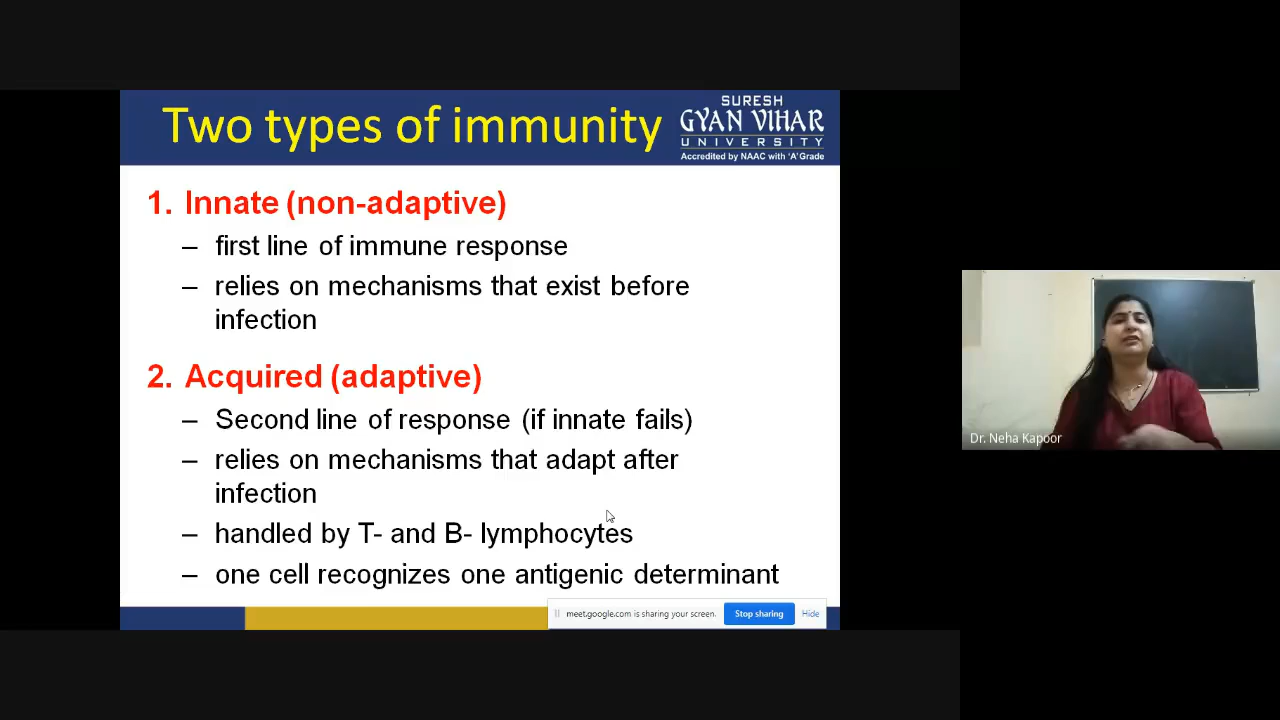 Two types of immunity
SURESH
GYAN VIHAR
UNIVERSITY
Accredited by NAAC with 'A' Grade
1. Innate (non-adaptive)
– first line of immune response
– relies on mechanisms that exist before
infection
2. Acquired (adaptive)
– Second line of response (if innate fails)
– relies on mechanisms that adapt after
infection
– handled by T- and B- lymphocytes
– one cell recognizes one antigenic determinant
meet.google.com is sharing your screen.
Stop sharing
Hide
Dr. Neha Kapoor